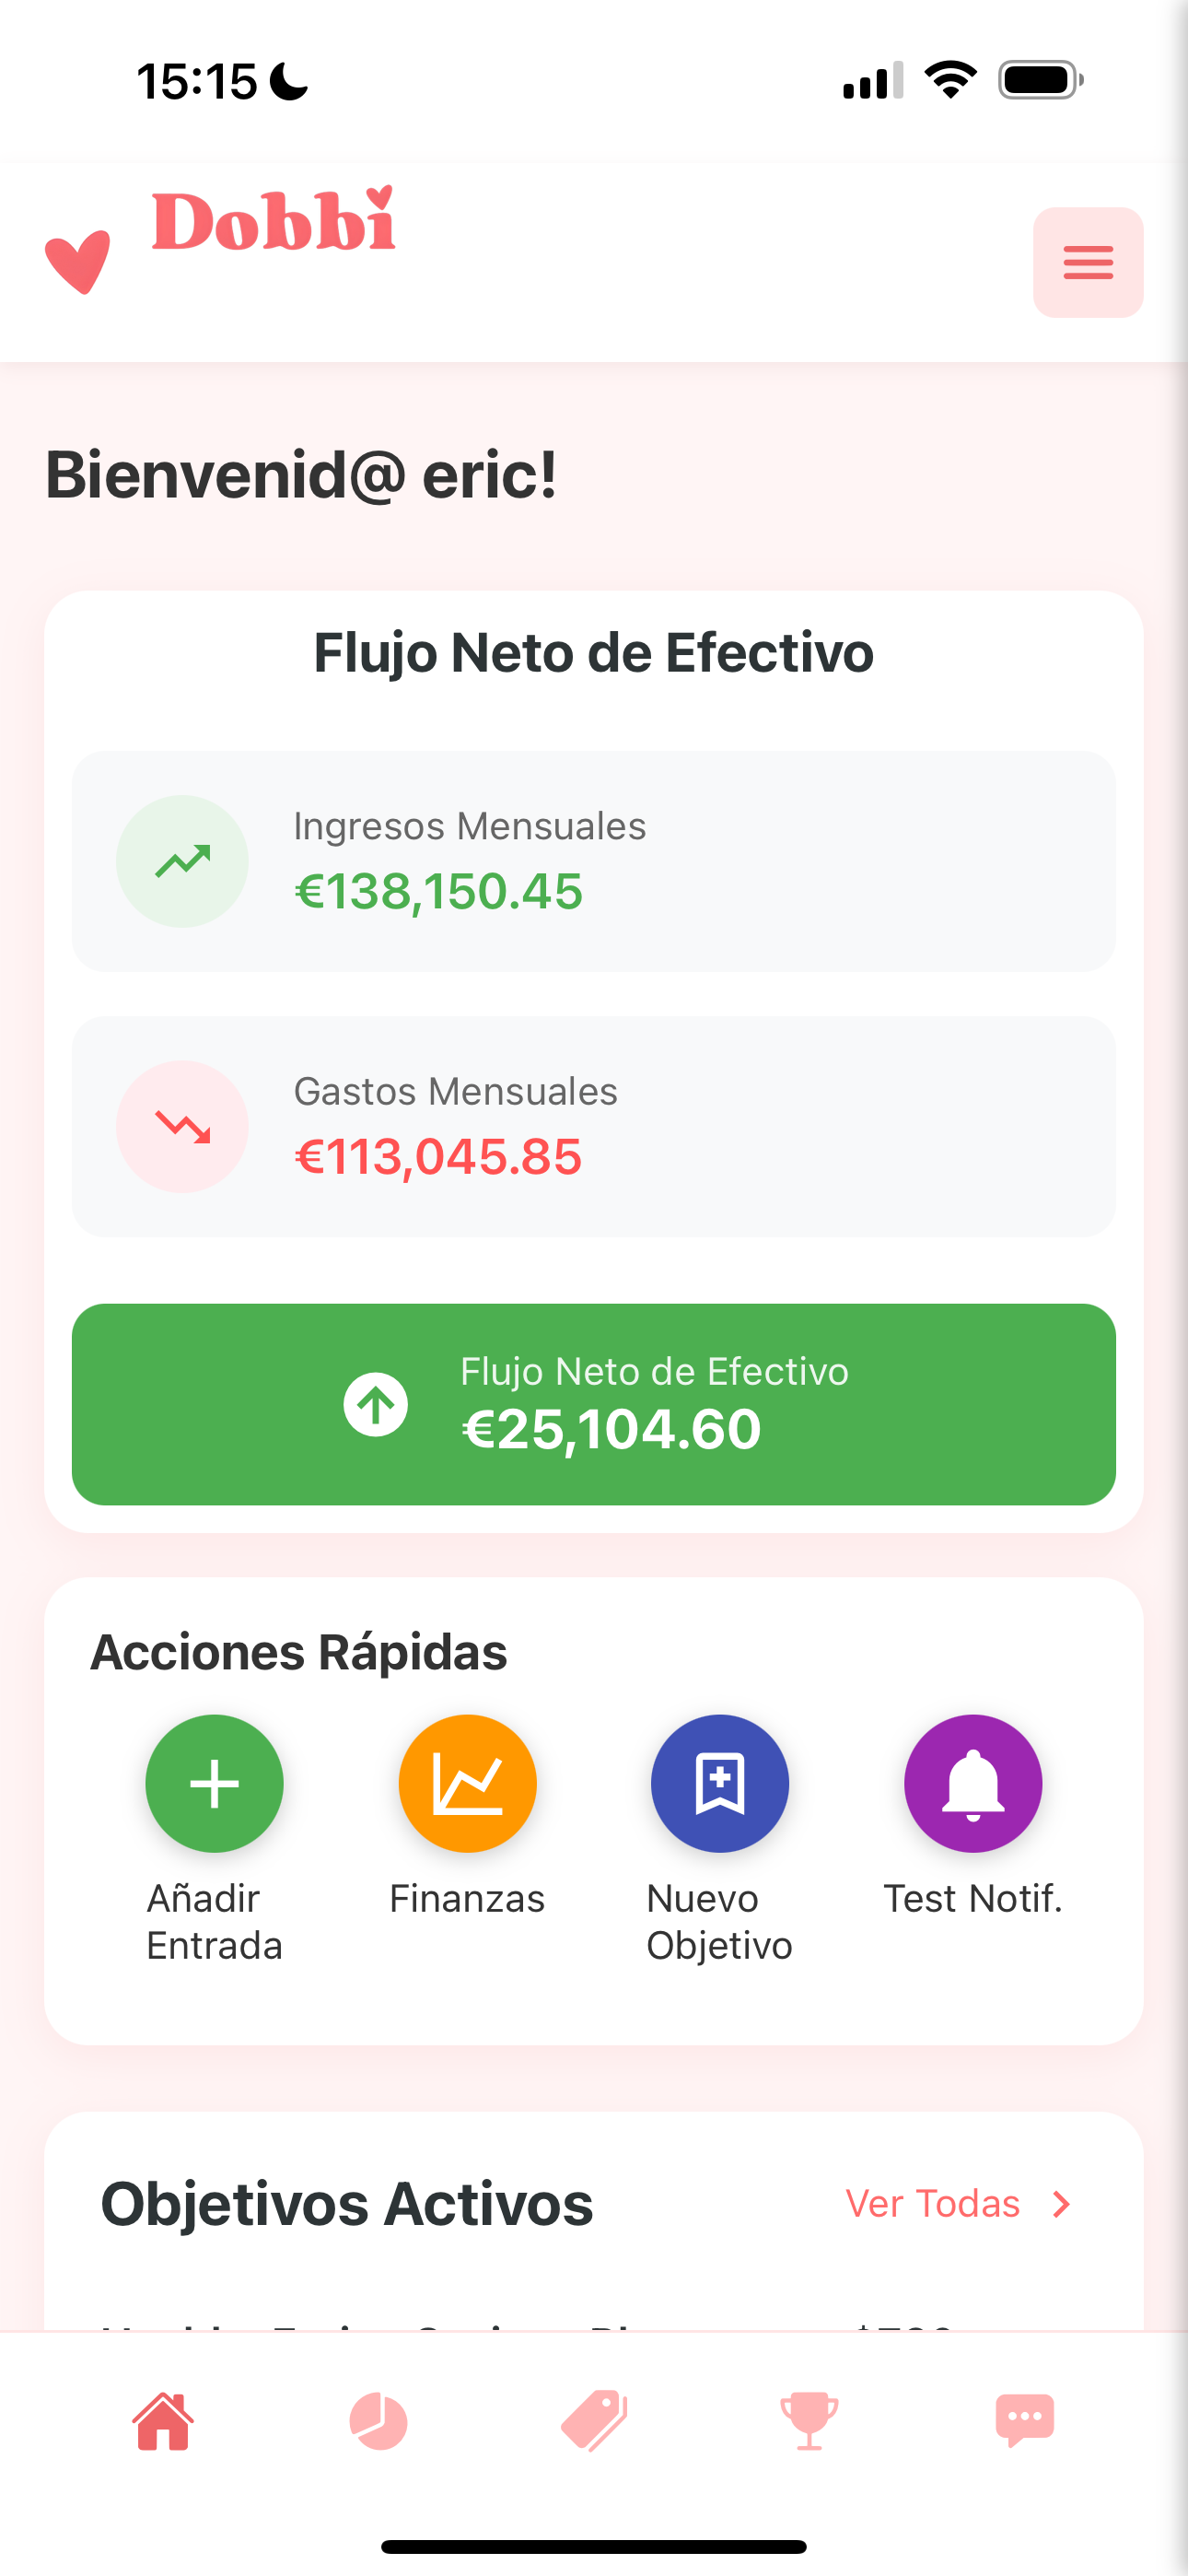 15:15
Dobbi
Bienvenid@ eric!
Flujo Neto de Efectivo
Ingresos Mensuales
€138,150.45
Gastos Mensuales
€113,045.85
Flujo Neto de Efectivo
€25,104.60
Acciones Rápidas
Añadir
Entrada
Finanzas
Nuevo
Objetivo
Test Notif.
Objetivos Activos
Ver Todas